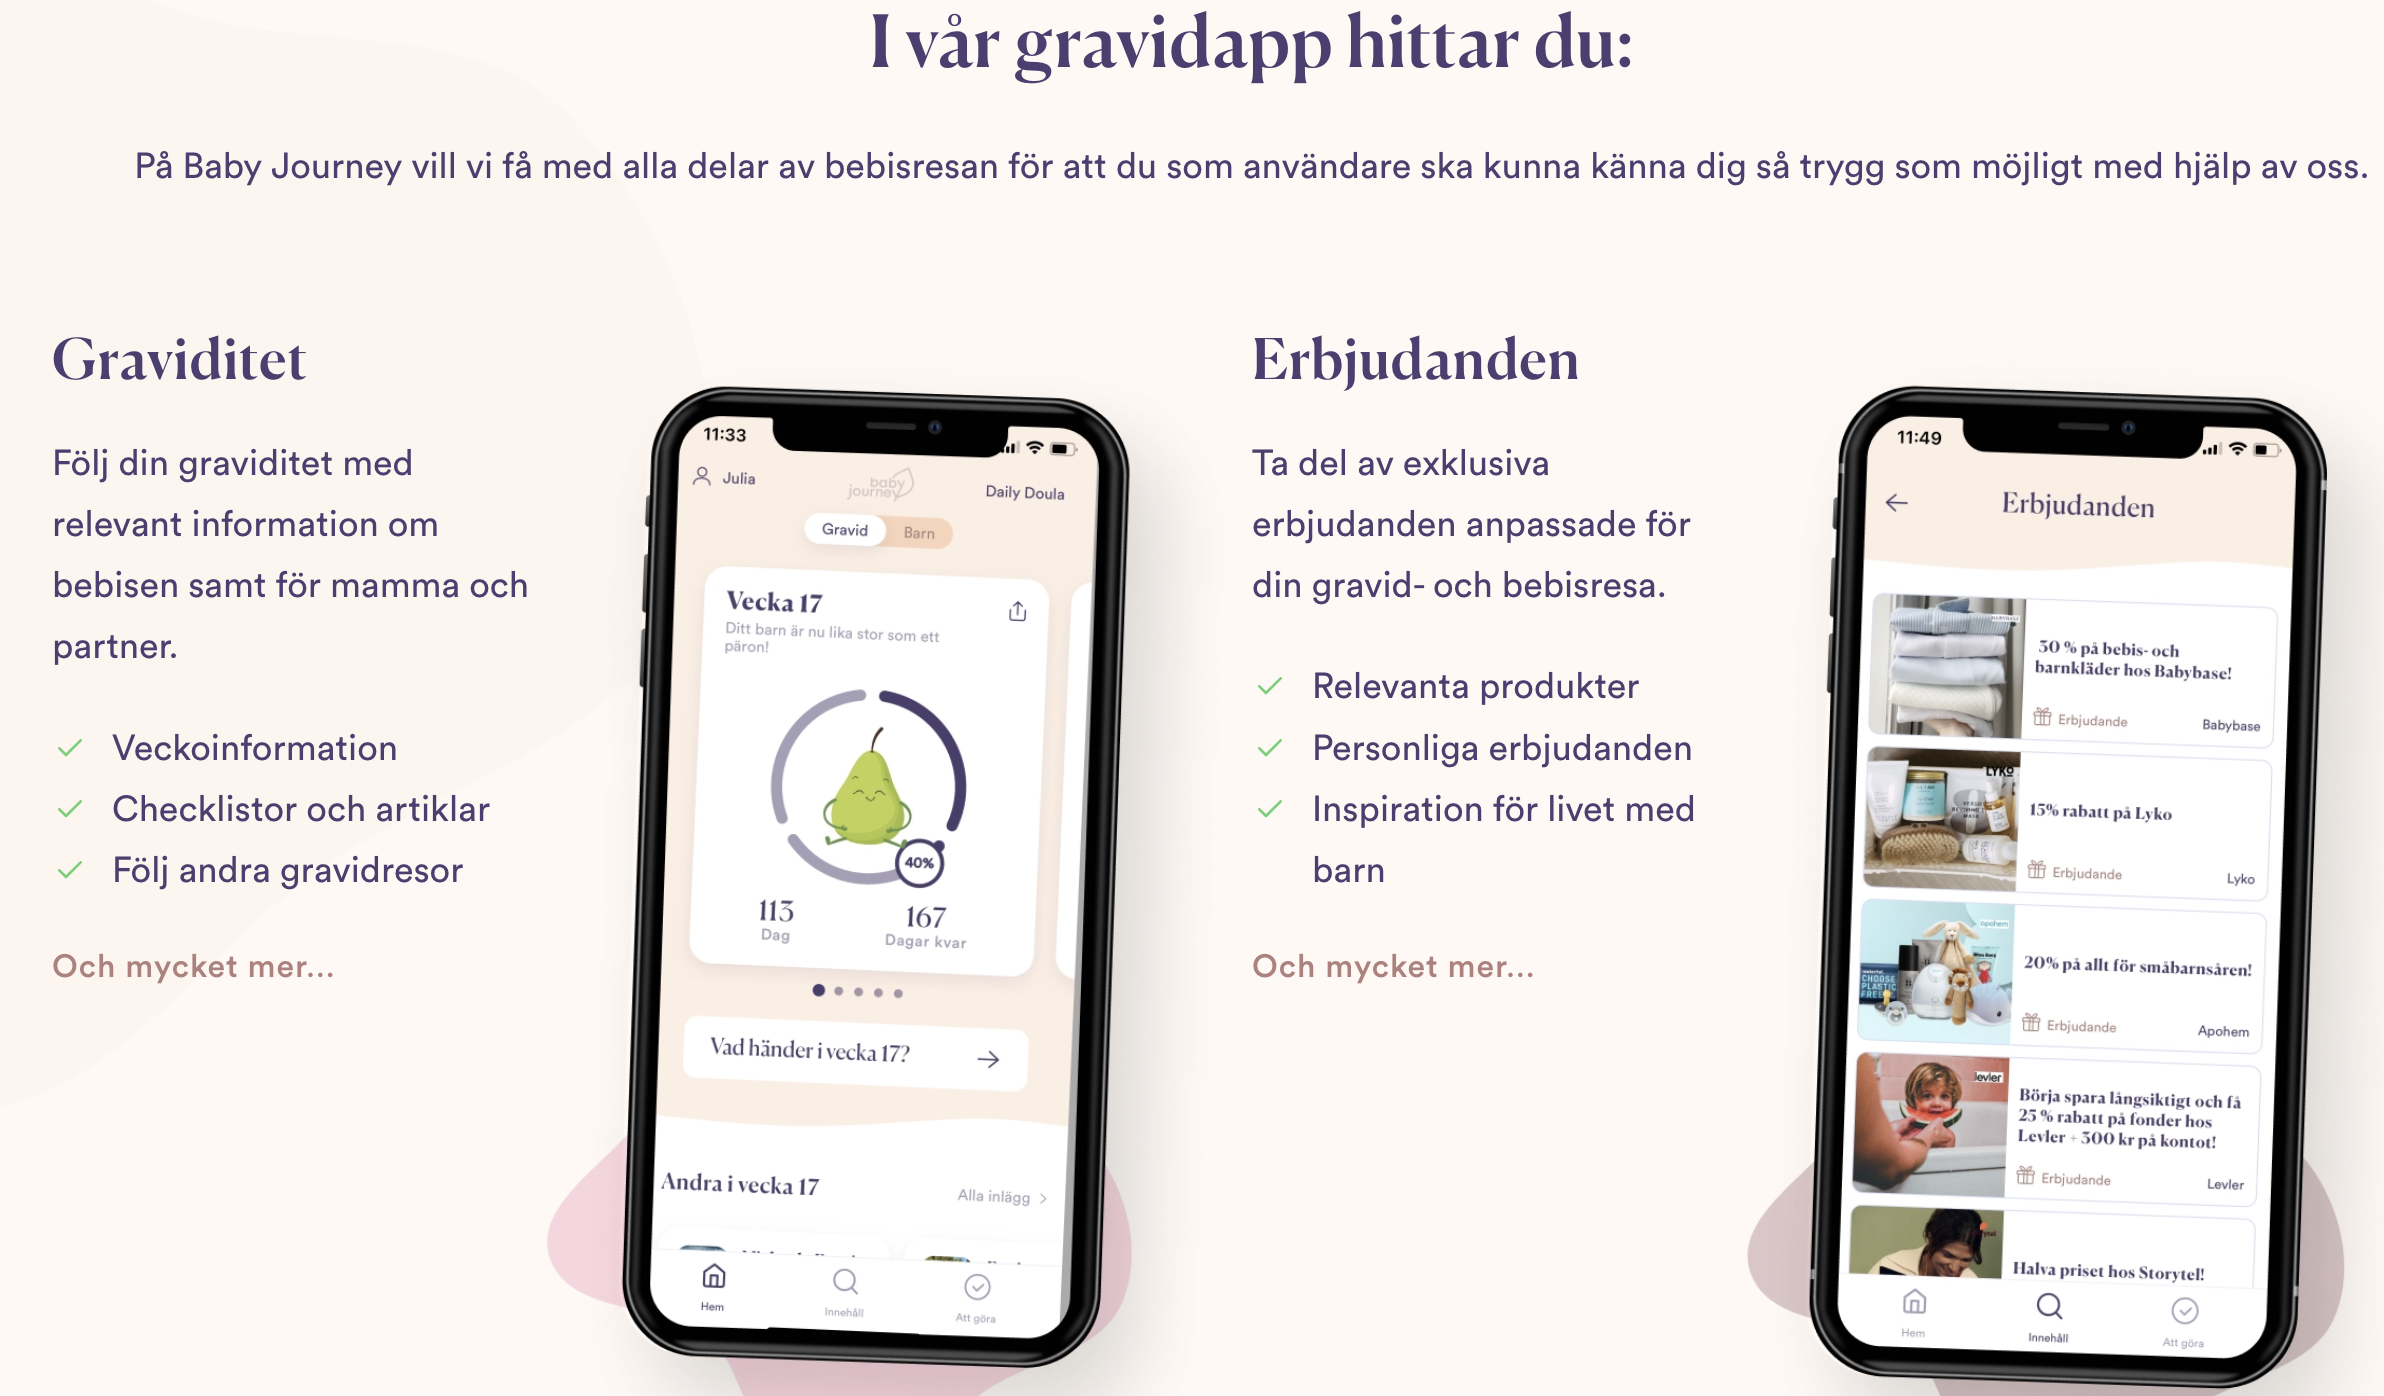 I vår gravidapp hittar du:
På Baby Journey vill vi få med alla delar av bebisresan för att du som användare ska kunna känna dig så trygg som möjligt med hjälp av oss.
Graviditet
Följ din graviditet med
relevant information om
bebisen samt för mamma och
partner.
Veckoinformation
Checklistor och artiklar
Följ andra gravidresor
Och mycket mer...
11:33
Julia
baby
journey
Daily Doula
Gravid
Barn
Vecka 17
Ditt barn är nu lika stor som ett
päron!
40%
113
Dag
167
Dagar kvar
Vad händer i vecka 17?
Andra i vecka 17
Alla inlägg
Hem
Innehåll
Att göra
Erbjudanden
Ta del av exklusiva
erbjudanden anpassade för
din gravid- och bebisresa.
Relevanta produkter
Personliga erbjudanden
Inspiration för livet med
barn
Och mycket mer...
11:49
Erbjudanden
BABYBASE
30 % på bebis- och
barnkläder hos Babybase!
Erbjudande
Babybase
LYKO
15% rabatt på Lyko
Erbjudande
Lyko
apohem
CHOOSE
PLASTIC
FREE
20% på allt för småbarnsåren!
Erbjudande
Apohem
levler
Börja spara långsiktigt och få
25 % rabatt på fonder hos
Levler + 300 kr på kontot!
Erbjudande
Levler
Halva priset hos Storytel!
Hem
Innehåll
Att göra